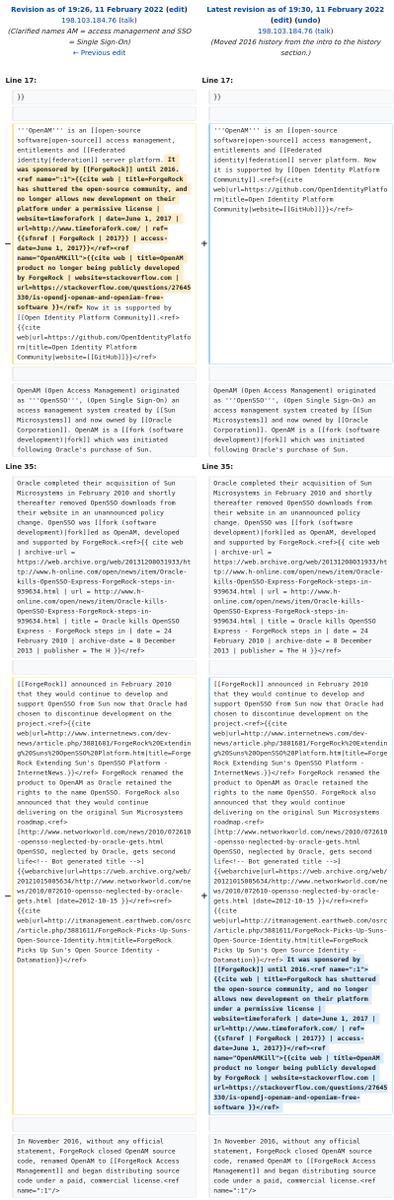 Revision as of 19:26, 11 February 2022 (edit)
198.103.184.76 (talk)
(Clarified names AM = access management and SSO
= Single Sign-On)
← Previous edit
Latest revision as of 19:30, 11 February 2022
(edit) (undo)
198.103.184.76 (talk)
(Moved 2016 history from the intro to the history
section.)
Line 17:
Line 17:
}}
}}
−
'''OpenAM''' is an [[open-source
software|open-source]] access management,
entitlements and [[Federated
identity|federation]] server platform. It
was sponsored by [[ForgeRock]] until 2016.
<ref name=":1">{{cite web | title=ForgeRock
has shuttered the open-source community, and
no longer allows new development on their
platform under a permissive license |
website=timeforafork | date=June 1, 2017 |
url=http://www.timeforafork.com/ | ref=
{{sfnref | ForgeRock | 2017}} | access-
date=June 1, 2017}}</ref><ref
name="OpenAMKill">{{cite web | title=OpenAM
product no longer being publicly developed
by ForgeRock | website=stackoverflow.com |
url=https://stackoverflow.com/questions/27645
330/is-opendj-openam-and-openiam-free-
software }}</ref> Now it is supported by
[[Open Identity Platform Community]].<ref>
{{cite
web|url=https://github.com/OpenIdentityPlatfo
rm|title=Open Identity Platform
Community|website=[[GitHub]]}}</ref>
+
'''OpenAM''' is an [[open-source
software|open-source]] access management,
entitlements and [[Federated
identity|federation]] server platform. Now
it is supported by [[Open Identity Platform
Community]].<ref>{{cite
web|url=https://github.com/OpenIdentityPlatfo
rm|title=Open Identity Platform
Community|website=[[GitHub]]}}</ref>
OpenAM (Open Access Management) originated
as '''OpenSSO''', (Open Single Sign-On) an
access management system created by [[Sun
Microsystems]] and now owned by [[Oracle
Corporation]]. OpenAM is a [[fork (software
development)|fork]] which was initiated
following Oracle's purchase of Sun.
OpenAM (Open Access Management) originated
as '''OpenSSO''', (Open Single Sign-On) an
access management system created by [[Sun
Microsystems]] and now owned by [[Oracle
Corporation]]. OpenAM is a [[fork (software
development)|fork]] which was initiated
following Oracle's purchase of Sun.
Line 35:
Line 35:
Oracle completed their acquisition of Sun
Microsystems in February 2010 and shortly
thereafter removed OpenSSO downloads from
their website in an unannounced policy
change. OpenSSO was [[fork (software
development)|fork]]ed as OpenAM, developed
and supported by ForgeRock.<ref>{{ cite web
| archive-url =
https://web.archive.org/web/20131208031933/ht
tp://www.h-online.com/open/news/item/Oracle-
kills-OpenSSO-Express-ForgeRock-steps-in-
939634.html | url = http://www.h-
online.com/open/news/item/Oracle-kills-
OpenSSO-Express-ForgeRock-steps-in-
939634.html | title = Oracle kills OpenSSO
Express - ForgeRock steps in | date = 24
February 2010 | archive-date = 8 December
2013 | publisher = The H }}</ref>
Oracle completed their acquisition of Sun
Microsystems in February 2010 and shortly
thereafter removed OpenSSO downloads from
their website in an unannounced policy
change. OpenSSO was [[fork (software
development)|fork]]ed as OpenAM, developed
and supported by ForgeRock.<ref>{{ cite web
| archive-url =
https://web.archive.org/web/20131208031933/ht
tp://www.h-online.com/open/news/item/Oracle-
kills-OpenSSO-Express-ForgeRock-steps-in-
939634.html | url = http://www.h-
online.com/open/news/item/Oracle-kills-
OpenSSO-Express-ForgeRock-steps-in-
939634.html | title = Oracle kills OpenSSO
Express - ForgeRock steps in | date = 24
February 2010 | archive-date = 8 December
2013 | publisher = The H }}</ref>
−
[[ForgeRock]] announced in February 2010
that they would continue to develop and
support OpenSSO from Sun now that Oracle had
chosen to discontinue development on the
project.<ref>{{cite
web|url=http://www.internetnews.com/dev-
news/article.php/3881681/ForgeRock%20Extendin
g%20Suns%20OpenSSO%20Platform.htm|title=Forge
Rock Extending Sun's OpenSSO Platform -
InternetNews.}}</ref> ForgeRock renamed the
product to OpenAM as Oracle retained the
rights to the name OpenSSO. ForgeRock also
announced that they would continue
delivering on the original Sun Microsystems
roadmap.<ref>
[http://www.networkworld.com/news/2010/072610
-opensso-neglected-by-oracle-gets.html
OpenSSO, neglected by Oracle, gets second
life<!-- Bot generated title -->]
{{webarchive|url=https://web.archive.org/web/
20121015005634/http://www.networkworld.com/ne
ws/2010/072610-opensso-neglected-by-oracle-
gets.html |date=2012-10-15 }}</ref><ref>
{{cite
web|url=http://itmanagement.earthweb.com/osrc
/article.php/3881611/ForgeRock-Picks-Up-Suns-
Open-Source-Identity.htm|title=ForgeRock
Picks Up Sun's Open Source Identity -
Datamation}}</ref>
+
[[ForgeRock]] announced in February 2010
that they would continue to develop and
support OpenSSO from Sun now that Oracle had
chosen to discontinue development on the
project.<ref>{{cite
web|url=http://www.internetnews.com/dev-
news/article.php/3881681/ForgeRock%20Extendin
g%20Suns%20OpenSSO%20Platform.htm|title=Forge
Rock Extending Sun's OpenSSO Platform -
InternetNews.}}</ref> ForgeRock renamed the
product to OpenAM as Oracle retained the
rights to the name OpenSSO. ForgeRock also
announced that they would continue
delivering on the original Sun Microsystems
roadmap.<ref>
[http://www.networkworld.com/news/2010/072610
-opensso-neglected-by-oracle-gets.html
OpenSSO, neglected by Oracle, gets second
life<!-- Bot generated title -->]
{{webarchive|url=https://web.archive.org/web/
20121015005634/http://www.networkworld.com/ne
ws/2010/072610-opensso-neglected-by-oracle-
gets.html |date=2012-10-15 }}</ref><ref>
{{cite
web|url=http://itmanagement.earthweb.com/osrc
/article.php/3881611/ForgeRock-Picks-Up-Suns-
Open-Source-Identity.htm|title=ForgeRock
Picks Up Sun's Open Source Identity -
Datamation}}</ref> It was sponsored by
[[ForgeRock]] until 2016.<ref name=":1">
{{cite web | title=ForgeRock has shuttered
the open-source community, and no longer
allows new development on their platform
under a permissive license |
website=timeforafork | date=June 1, 2017 |
url=http://www.timeforafork.com/ | ref=
{{sfnref | ForgeRock | 2017}} | access-
date=June 1, 2017}}</ref><ref
name="OpenAMKill">{{cite web | title=OpenAM
product no longer being publicly developed
by ForgeRock | website=stackoverflow.com |
url=https://stackoverflow.com/questions/27645
330/is-opendj-openam-and-openiam-free-
software }}</ref>
In November 2016, without any official
statement, ForgeRock closed OpenAM source
code, renamed OpenAM to [[ForgeRock Access
Management]] and began distributing source
code under a paid, commercial license.<ref
name=":1"/>
In November 2016, without any official
statement, ForgeRock closed OpenAM source
code, renamed OpenAM to [[ForgeRock Access
Management]] and began distributing source
code under a paid, commercial license.<ref
name=":1"/>